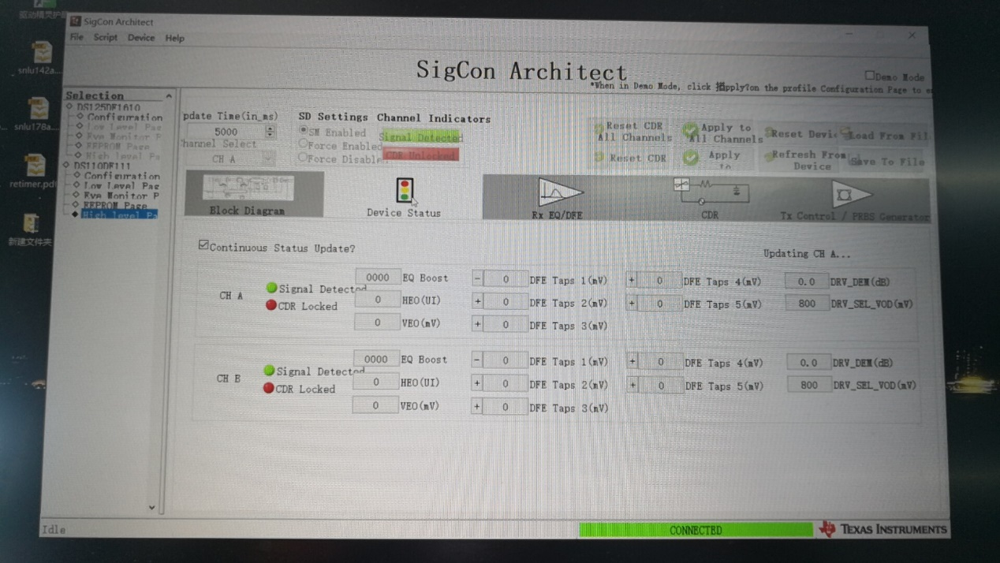 SigCon Architect
File Script Device Help
SigCon Architect
Demo Mode
*When in Demo Mode, click 招pply?on the profile Configuration Page to e
snlu142a...
snlu178a...
retimer.pdf
新建文件夹
Selection
DS125DF1610
Configuration
Low Level Pag
Eye Monitor P
EEPROM Page
High level Pa
DS110DF111
Configuration
Low Level Pag
Eye Monitor P
EEPROM Page
High level Pa
pdate Time(in_ms)
5000
hannel Select
CH A
SD Settings
SM Enabled
Force Enabled
Force Disable
Channel Indicators
Signal Detected
CDR Unlocked
Reset CDR
All Channels
Reset CDR
Apply to
All Channels
Apply
to
Reset Devi
Refresh From
Device
Load From Fil
Save To File
Block Diagram
Device Status
Rx EQ/DFE
CDR
Tx Control / PRBS Generator
Continuous Status Update?
Updating CH A...
CH A
Signal Detected
CDR Locked
0000 EQ Boost
0 HEO(UI)
0 VEO(mV)
- 0 DFE Taps 1(mV)
+ 0 DFE Taps 2(mV)
+ 0 DFE Taps 3(mV)
+ 0 DFE Taps 4(mV)
+ 0 DFE Taps 5(mV)
0.0 DRV_DEM(dB)
800 DRV_SEL_VOD(mV)
CH B
Signal Detected
CDR Locked
0000 EQ Boost
0 HEO(UI)
0 VEO(mV)
- 0 DFE Taps 1(mV)
+ 0 DFE Taps 2(mV)
+ 0 DFE Taps 3(mV)
+ 0 DFE Taps 4(mV)
+ 0 DFE Taps 5(mV)
0.0 DRV_DEM(dB)
800 DRV_SEL_VOD(mV)
Idle
CONNECTED
TEXAS INSTRUMENTS